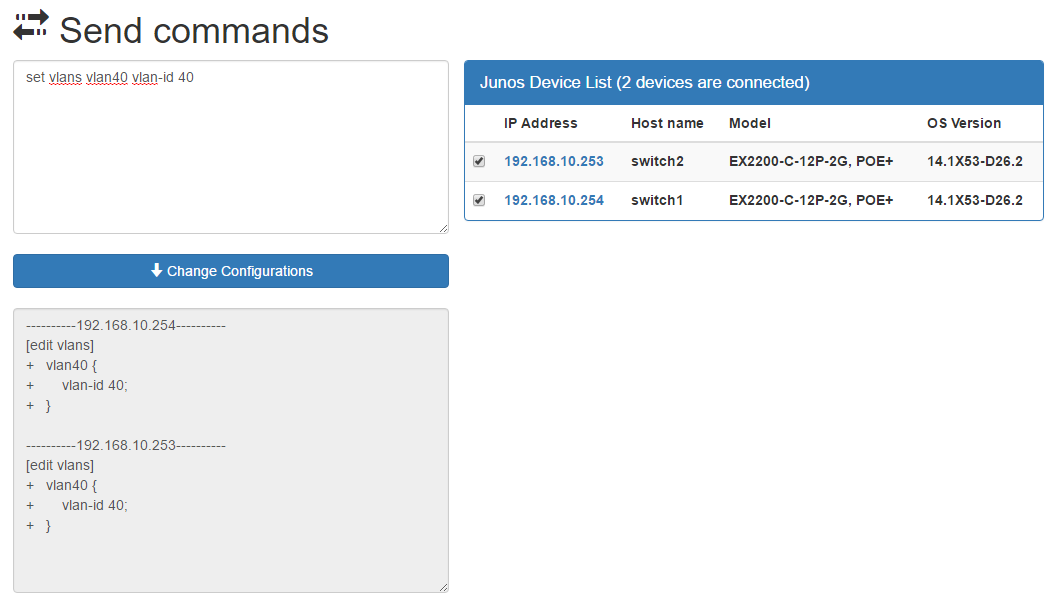 Send commands
set vlans vlan40 vlan-id 40
Change Configurations
----------192.168.10.254----------
[edit vlans]
+   vlan40 {
+       vlan-id 40;
+   }
----------192.168.10.253----------
[edit vlans]
+   vlan40 {
+       vlan-id 40;
+   }
Junos Device List (2 devices are connected)
IP Address Host name Model OS Version
192.168.10.253 switch2 EX2200-C-12P-2G, POE+ 14.1X53-D26.2
192.168.10.254 switch1 EX2200-C-12P-2G, POE+ 14.1X53-D26.2